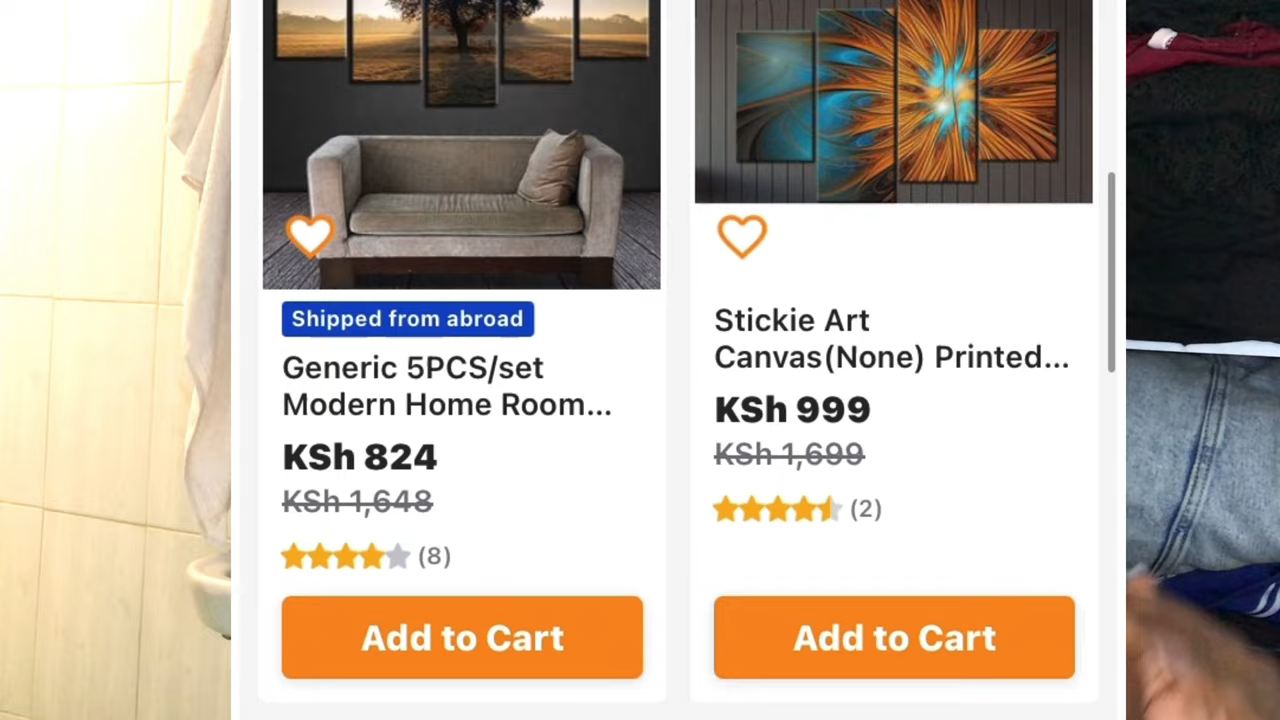 Shipped from abroad
Generic 5PCS/set
Modern Home Room...
KSh 824
KSh 1,648
(8)
Add to Cart
Stickie Art
Canvas(None) Printed...
KSh 999
KSh 1,699
(2)
Add to Cart